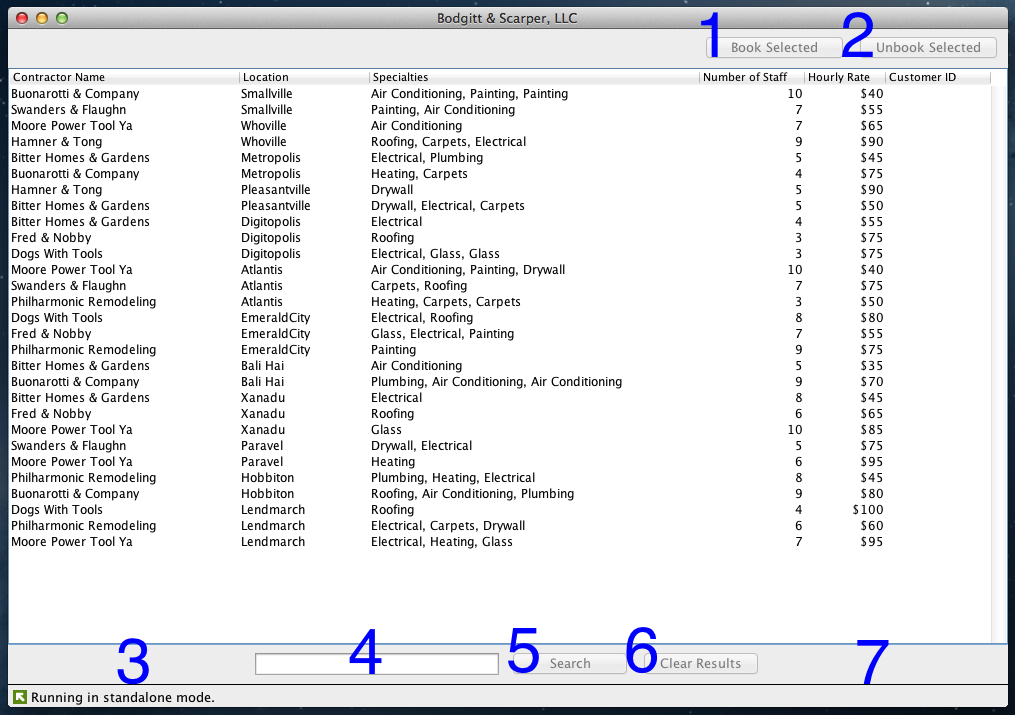 Bodgitt & Scarper, LLC
1 Book Selected 2 Unbook Selected
Contractor Name Location Specialties Number of Staff Hourly Rate Customer ID
Buonarotti & Company Smallville Air Conditioning, Painting, Painting 10 $40
Swanders & Flaughn Smallville Painting, Air Conditioning 7 $55
Moore Power Tool Ya Whoville Air Conditioning 7 $65
Hamner & Tong Whoville Roofing, Carpets, Electrical 9 $90
Bitter Homes & Gardens Metropolis Electrical, Plumbing 5 $45
Buonarotti & Company Metropolis Heating, Carpets 4 $75
Hamner & Tong Pleasantville Drywall 5 $90
Bitter Homes & Gardens Pleasantville Drywall, Electrical, Carpets 5 $50
Bitter Homes & Gardens Digitopolis Electrical 4 $55
Fred & Nobby Digitopolis Roofing 3 $75
Dogs With Tools Digitopolis Electrical, Glass, Glass 3 $75
Moore Power Tool Ya Atlantis Air Conditioning, Painting, Drywall 10 $40
Swanders & Flaughn Atlantis Carpets, Roofing 7 $75
Philharmonic Remodeling Atlantis Heating, Carpets, Carpets 3 $50
Dogs With Tools EmeraldCity Electrical, Roofing 8 $80
Fred & Nobby EmeraldCity Glass, Electrical, Painting 7 $55
Philharmonic Remodeling EmeraldCity Painting 9 $75
Bitter Homes & Gardens Bali Hai Air Conditioning 5 $35
Buonarotti & Company Bali Hai Plumbing, Air Conditioning, Air Conditioning 9 $70
Bitter Homes & Gardens Xanadu Electrical 8 $45
Fred & Nobby Xanadu Roofing 6 $65
Moore Power Tool Ya Xanadu Glass 10 $85
Swanders & Flaughn Paravel Drywall, Electrical 5 $75
Moore Power Tool Ya Paravel Heating 6 $95
Philharmonic Remodeling Hobbiton Plumbing, Heating, Electrical 8 $45
Buonarotti & Company Hobbiton Roofing, Air Conditioning, Plumbing 9 $80
Dogs With Tools Lendmarch Roofing 4 $100
Philharmonic Remodeling Lendmarch Electrical, Carpets, Drywall 6 $60
Moore Power Tool Ya Lendmarch Electrical, Heating, Glass 7 $95
3 4 5 Search 6 Clear Results 7
Running in standalone mode.